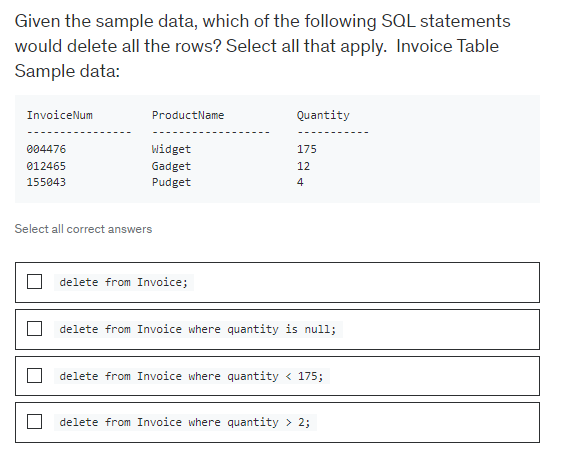 Given the sample data, which of the following SQL statements
would delete all the rows? Select all that apply.  Invoice Table
Sample data:
InvoiceNum ProductName Quantity
---------------- ------------------ -----------
004476 Widget 175
012465 Gadget 12
155043 Pudget 4
Select all correct answers
delete from Invoice;
delete from Invoice where quantity is null;
delete from Invoice where quantity < 175;
delete from Invoice where quantity > 2;